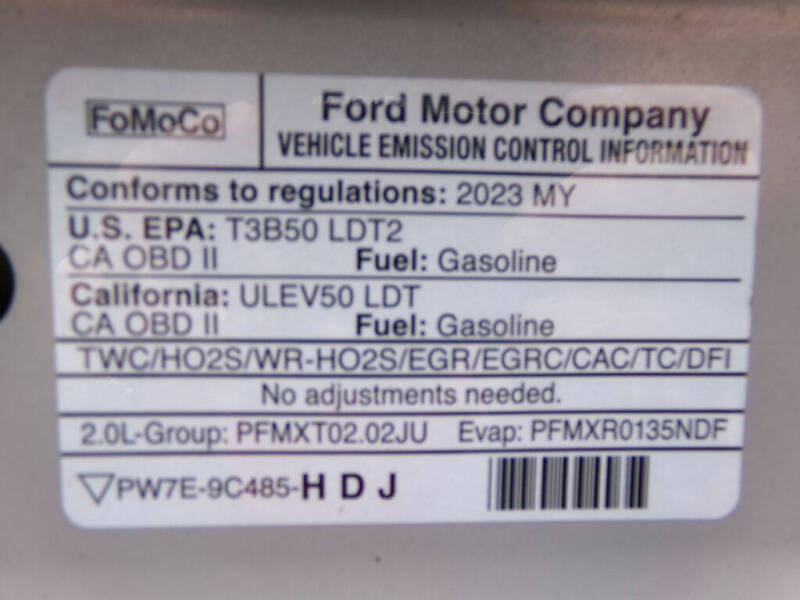 FoMoCo
Ford Motor Company
VEHICLE EMISSION CONTROL INFORMATION
Conforms to regulations: 2023 MY
U.S. EPA: T3B50 LDT2
CA OBD II Fuel: Gasoline
California: ULEV50 LDT
CA OBD II Fuel: Gasoline
TWC/HO2S/WR-HO2S/EGR/EGRC/CAC/TC/DFI
No adjustments needed.
2.0L-Group: PFMXT02.02JU Evap: PFMXR0135NDF
PW7E-9C485-H D J